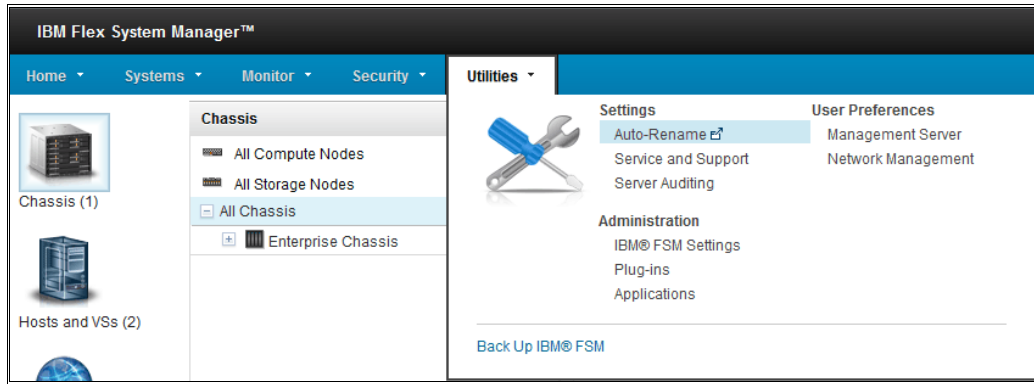 IBM Flex System Manager™
Home Systems Monitor Security Utilities
Chassis (1)
Hosts and VSs (2)
Chassis
All Compute Nodes
All Storage Nodes
All Chassis
Enterprise Chassis
Settings
Auto-Rename
Service and Support
Server Auditing
Administration
IBM® FSM Settings
Plug-ins
Applications
User Preferences
Management Server
Network Management
Back Up IBM® FSM